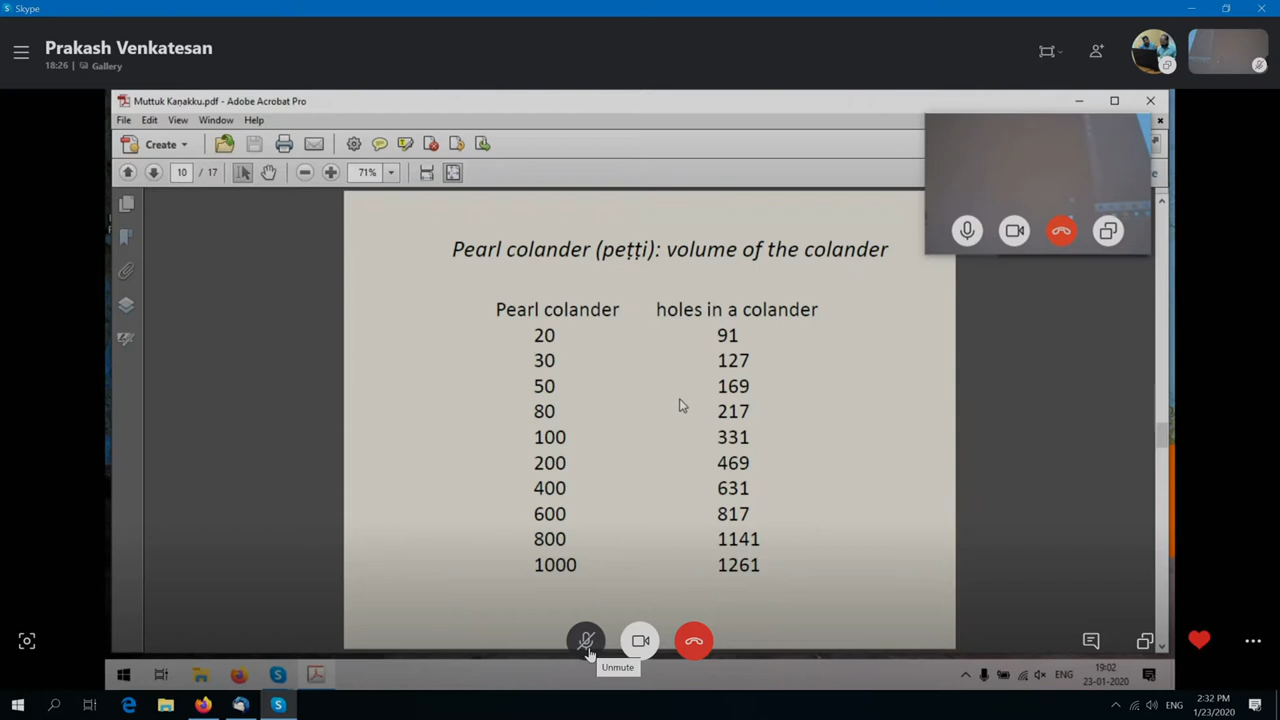 Skype
Prakash Venkatesan
18:26 | Gallery
Muttuk Kaṇakku.pdf - Adobe Acrobat Pro
File Edit View Window Help
Create
10 / 17 71%
Pearl colander (peṭṭi): volume of the colander
Pearl colander holes in a colander
20 91
30 127
50 169
80 217
100 331
200 469
400 631
600 817
800 1141
1000 1261
Unmute
ENG 19:02
23-01-2020
ENG 2:32 PM
1/23/2020